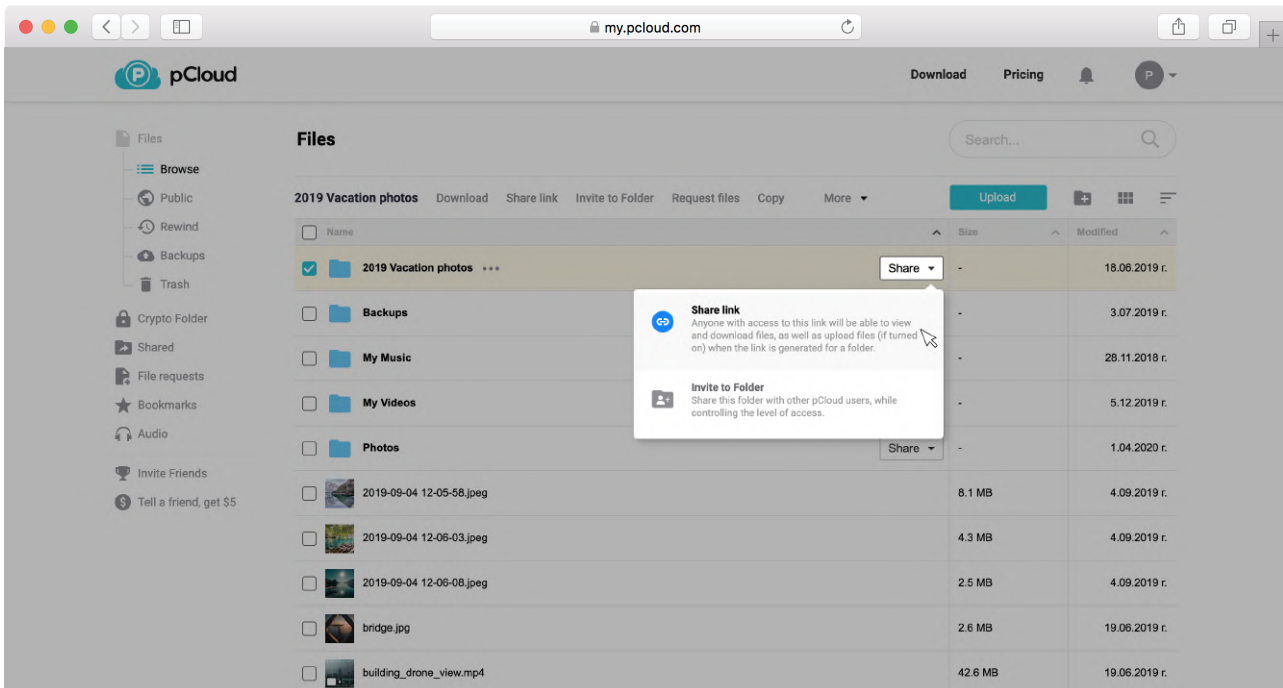 my.pcloud.com
P pCloud Download Pricing P
Files
Browse
Public
Rewind
Backups
Trash
Crypto Folder
Shared
File requests
Bookmarks
Audio
Invite Friends
Tell a friend, get $5
Files
Search...
2019 Vacation photos Download Share link Invite to Folder Request files Copy More Upload
Name Size Modified
2019 Vacation photos ••• Share - 18.06.2019 г.
Share link
Anyone with access to this link will be able to view
and download files, as well as upload files (if turned
on) when the link is generated for a folder.
Invite to Folder
Share this folder with other pCloud users, while
controlling the level of access.
Backups - 3.07.2019 г.
My Music - 28.11.2018 г.
My Videos - 5.12.2019 г.
Photos Share - 1.04.2020 г.
2019-09-04 12-05-58.jpeg 8.1 MB 4.09.2019 г.
2019-09-04 12-06-03.jpeg 4.3 MB 4.09.2019 г.
2019-09-04 12-06-08.jpeg 2.5 MB 4.09.2019 г.
bridge.jpg 2.6 MB 19.06.2019 г.
building_drone_view.mp4 42.6 MB 19.06.2019 г.